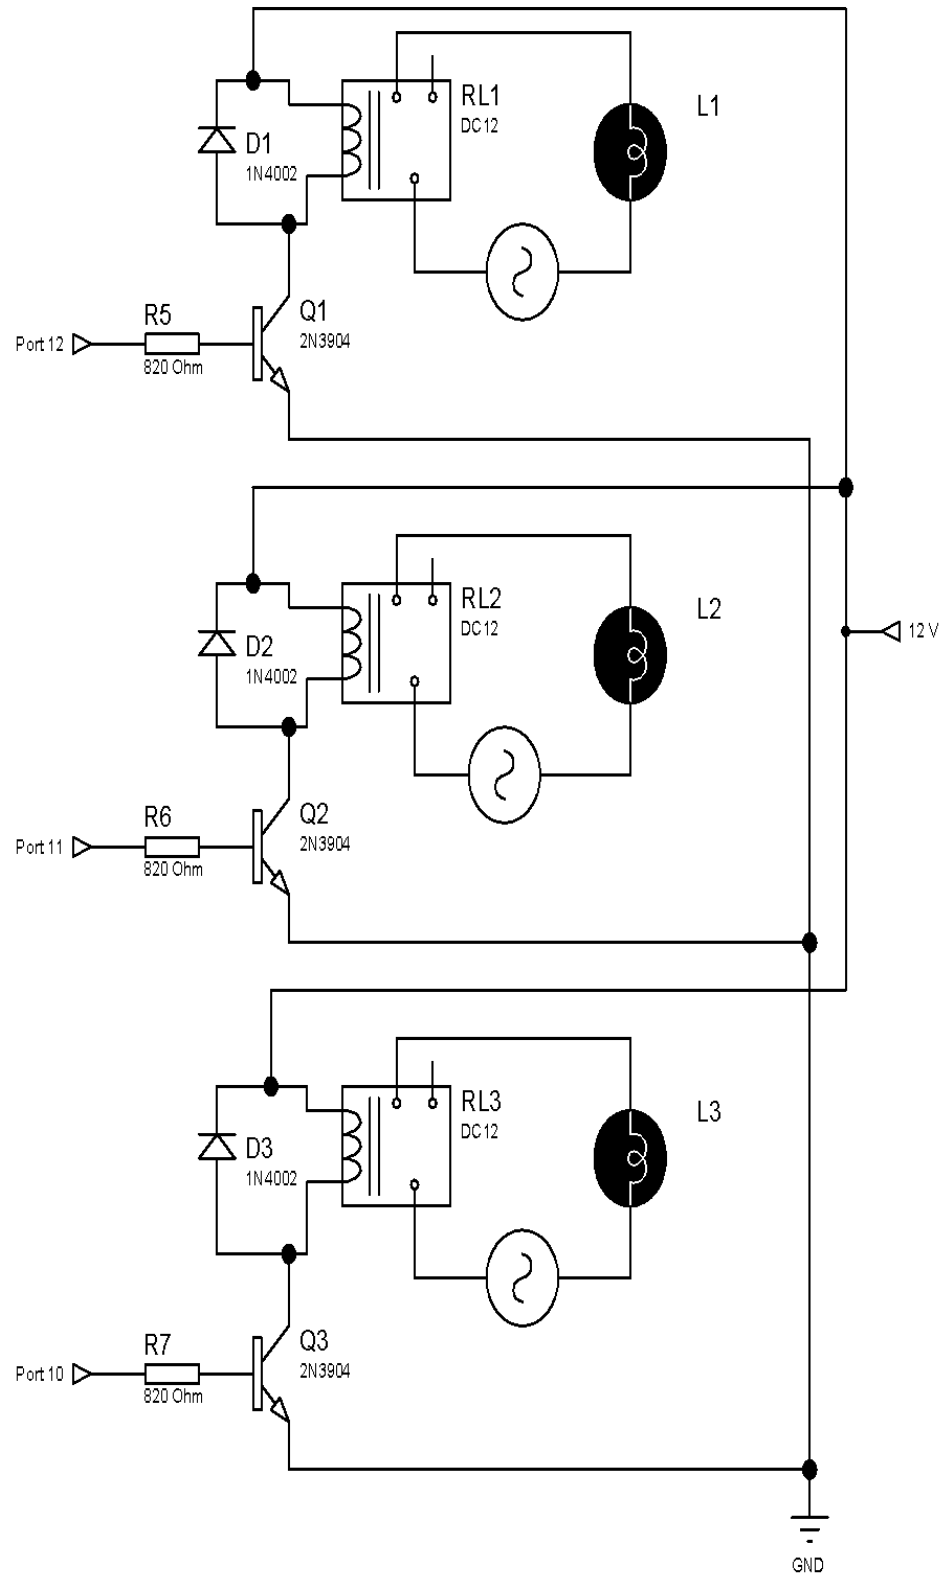 RL1
DC12
L1
D1
1N4002
R5
Q1
2N3904
Port 12
820 Ohm
RL2
DC12
L2
D2
1N4002
12 V
R6
Q2
2N3904
Port 11
820 Ohm
RL3
DC12
L3
D3
1N4002
R7
Q3
2N3904
Port 10
820 Ohm
GND